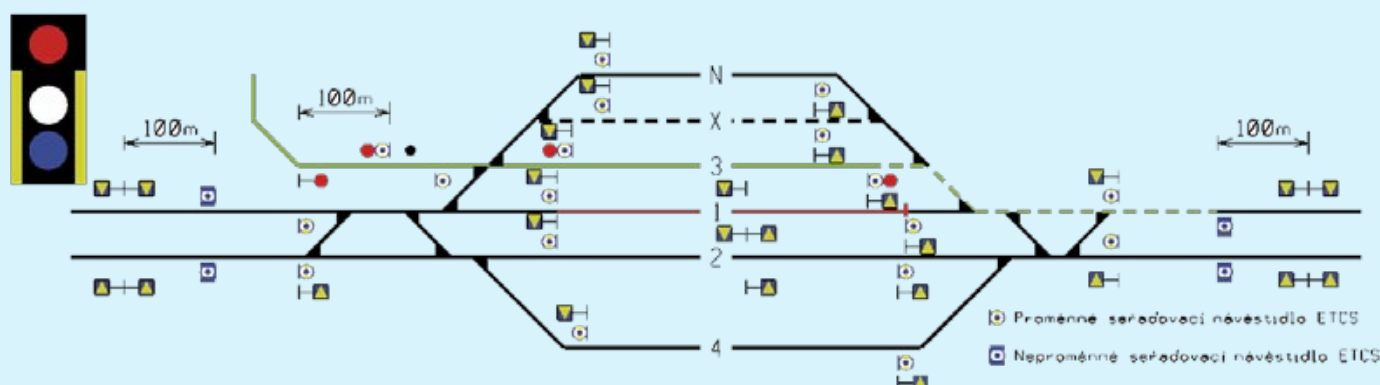 N
100m
X
100m
100m
3
1
2
Proměnné seřaďovací návěstidlo ETCS
Neproměnné seřaďovací návěstidlo ETCS
4